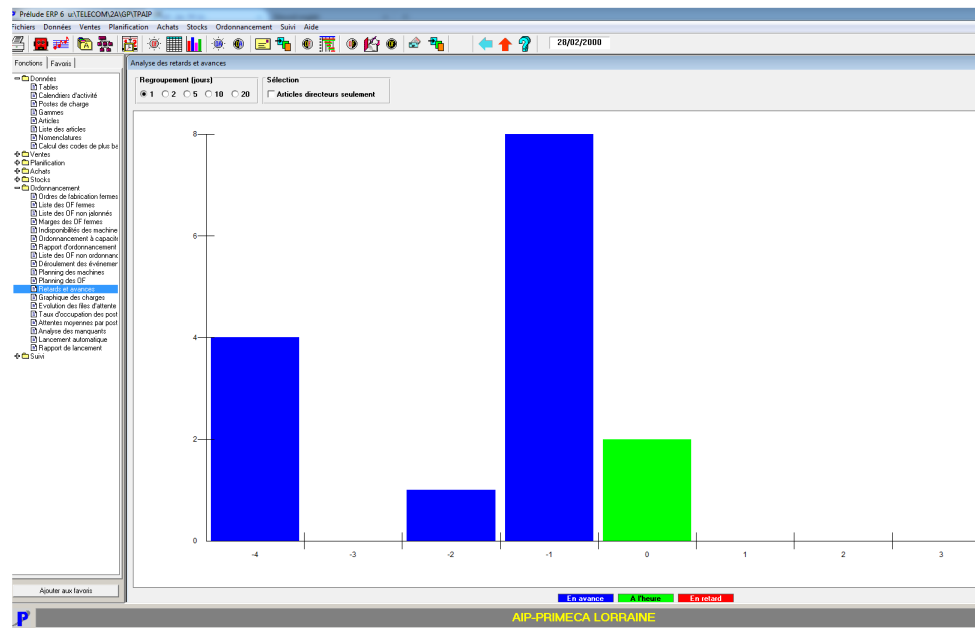 Prélude ERP 6 u:\TELECOM\2A\GP\TPAIP
Fichiers Données Ventes Planification Achats Stocks Ordonnancement Suivi Aide
28/02/2000
Fonctions Favoris
Données
Tables
Calendriers d'activité
Postes de charge
Gammes
Articles
Liste des articles
Nomenclatures
Calcul des codes de plus ba
Ventes
Planification
Achats
Stocks
Ordonnancement
Ordres de fabrication fermes
Liste des OF fermes
Liste des OF non jalonnés
Marges des OF fermes
Indisponibilités des machine
Ordonnancement à capacité
Rapport d'ordonnancement
Liste des OF non ordonnanc
Déroulement des événemer
Planning des machines
Planning des OF
Retards et avances
Graphique des charges
Evolution des files d'attente
Taux d'occupation des post
Attentes moyennes par post
Analyse des manquants
Lancement automatique
Rapport de lancement
Suivi
Ajouter aux favoris
Analyse des retards et avances
Regroupement (jours)
1 2 5 10 20
Sélection
Articles directeurs seulement
8
6
4
2
0
-4 -3 -2 -1 0 1 2 3
En avance A l'heure En retard
P
AIP-PRIMECA LORRAINE